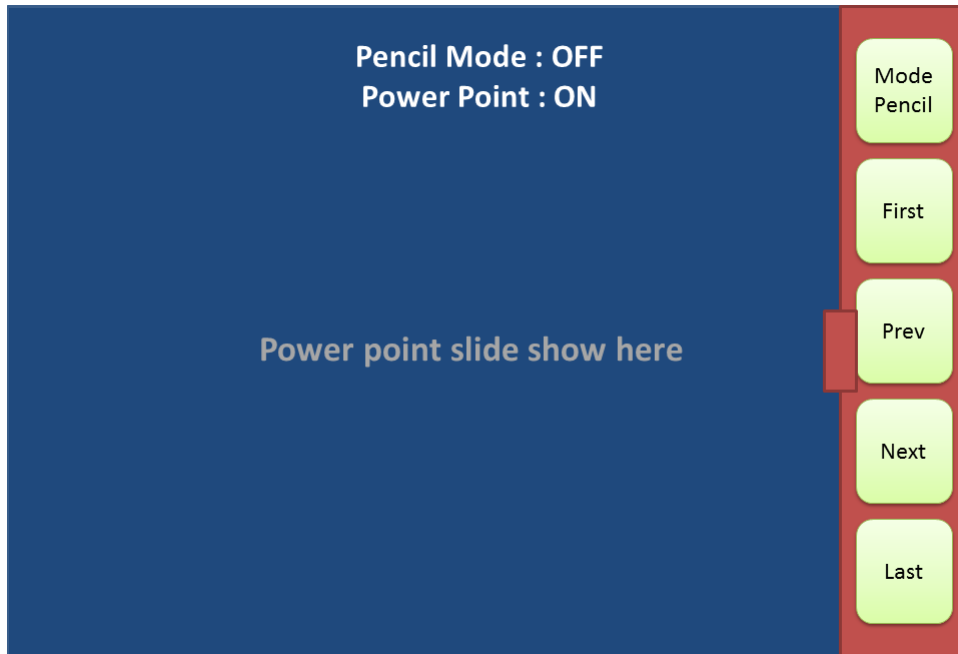 Pencil Mode : OFF
Power Point : ON
Power point slide show here
Mode
Pencil
First
Prev
Next
Last